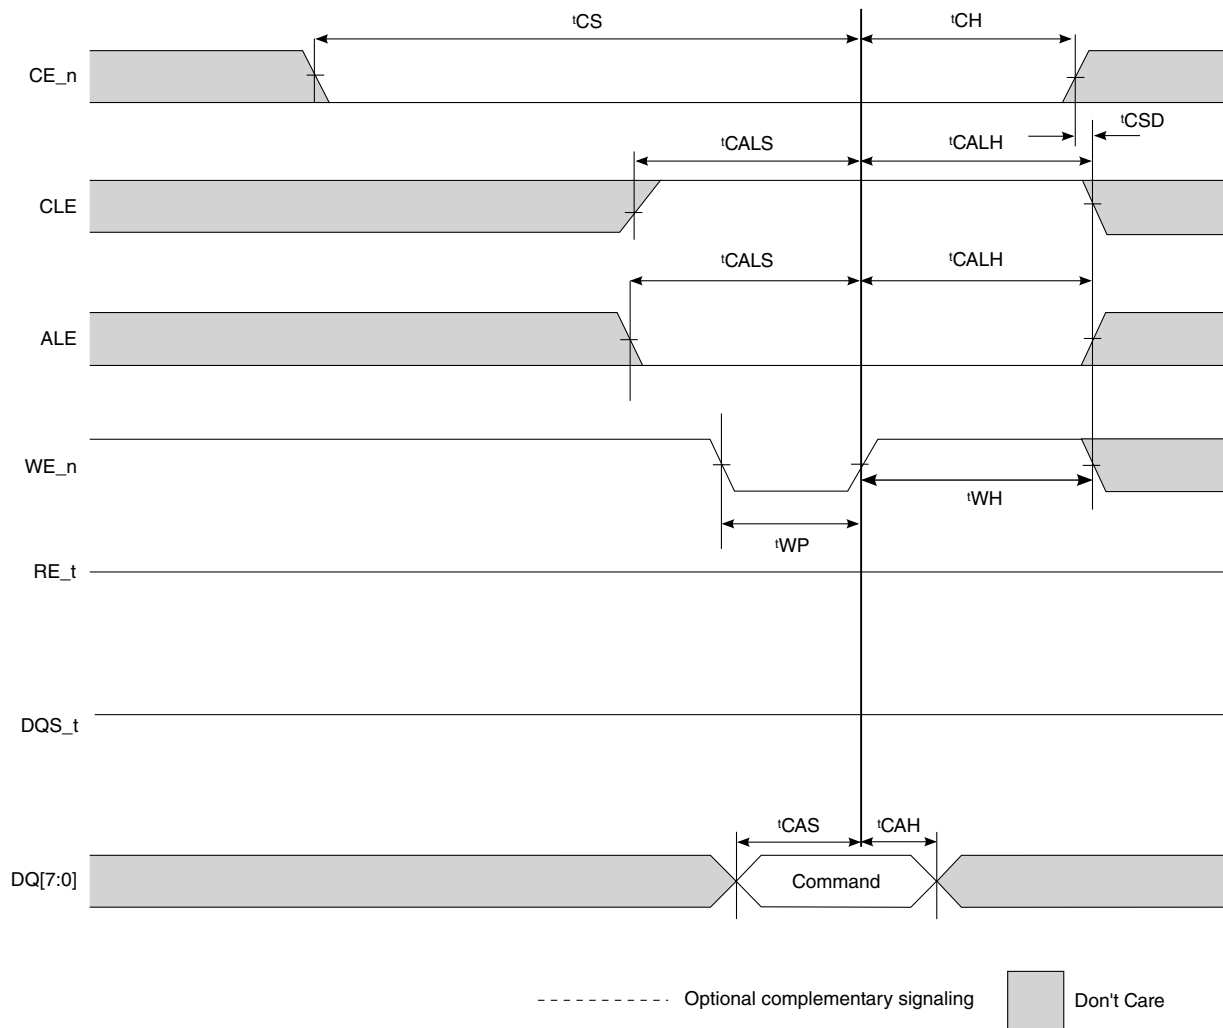 tCS
tCH
CE_n
tCSD
tCALS
tCALH
CLE
tCALS
tCALH
ALE
WE_n
tWH
tWP
RE_t
DQS_t
tCAS
tCAH
DQ[7:0]
Command
Optional complementary signaling
Don't Care